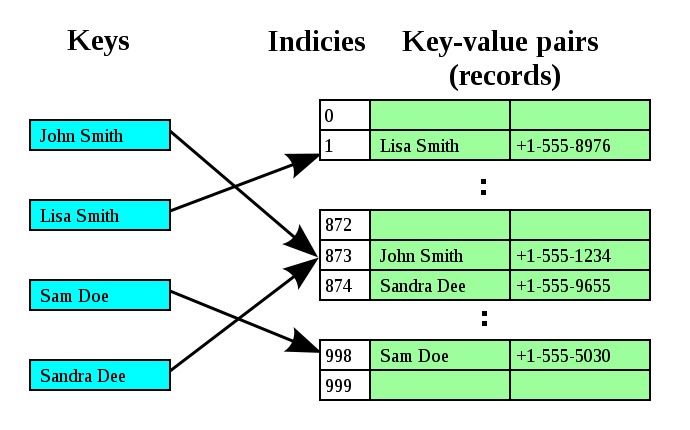 Keys
Indicies
Key-value pairs
(records)
John Smith
Lisa Smith
Sam Doe
Sandra Dee
0
1 Lisa Smith +1-555-8976
:
872
873 John Smith +1-555-1234
874 Sandra Dee +1-555-9655
:
998 Sam Doe +1-555-5030
999